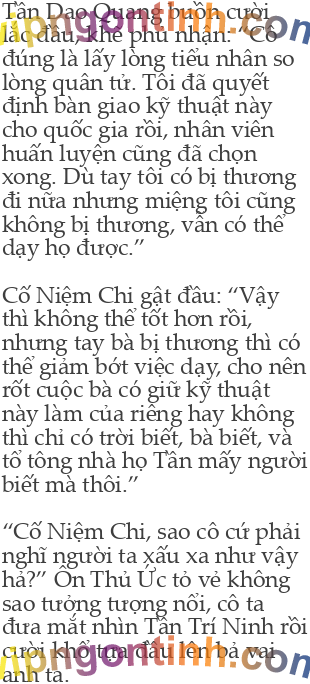 Tần Dao Quang buồn cười
lắc đầu, khẽ phủ nhận: “Cô
đúng là lấy lòng tiểu nhân so
lòng quân tử. Tôi đã quyết
định bàn giao kỹ thuật này
cho quốc gia rồi, nhân viên
huấn luyện cũng đã chọn
xong. Dù tay tôi có bị thương
đi nữa nhưng miệng tôi cũng
không bị thương, vẫn có thể
dạy họ được.”
Cố Niệm Chi gật đầu: “Vậy
thì không thể tốt hơn rồi,
nhưng tay bà bị thương thì có
thể giảm bớt việc dạy, cho nên
rốt cuộc bà có giữ kỹ thuật
này làm của riêng hay không
thì chỉ có trời biết, bà biết, và
tổ tông nhà họ Tần mấy người
biết mà thôi.”
“Cố Niệm Chi, sao cô cứ phải
nghĩ người ta xấu xa như vậy
hả?” Ôn Thủ Ức tỏ vẻ không
sao tưởng tượng nổi, cô ta
đưa mắt nhìn Tần Trí Ninh rồi
cười khổ tựa đầu lên bả vai
anh ta.